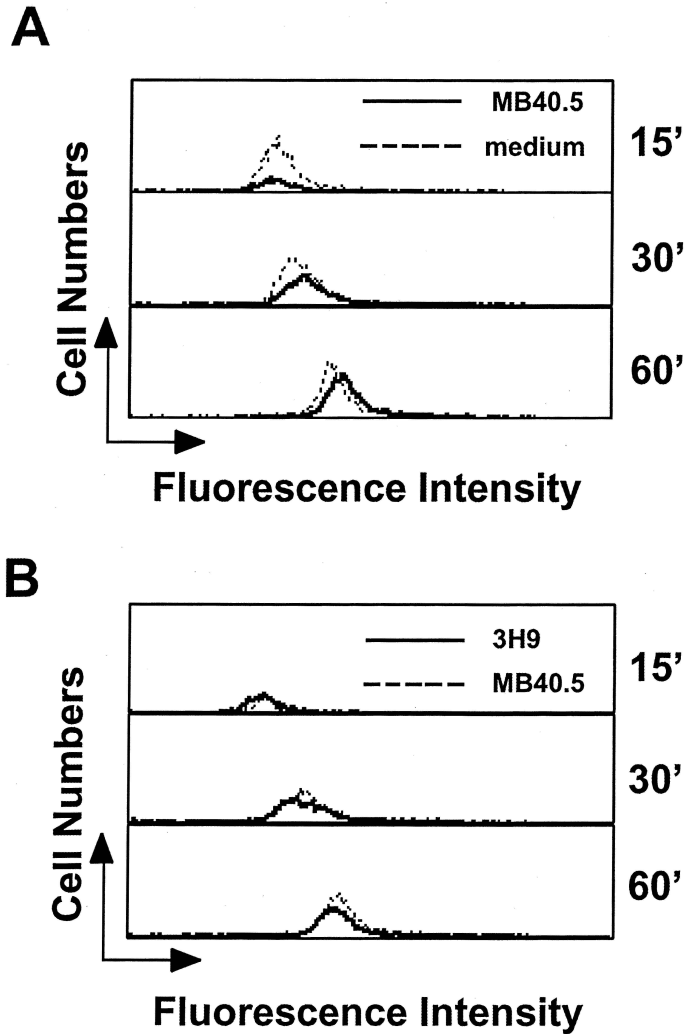 A
MB40.5
medium
15’
30’
60’
Cell Numbers
Fluorescence Intensity
B
3H9
MB40.5
15’
30’
60’
Cell Numbers
Fluorescence Intensity